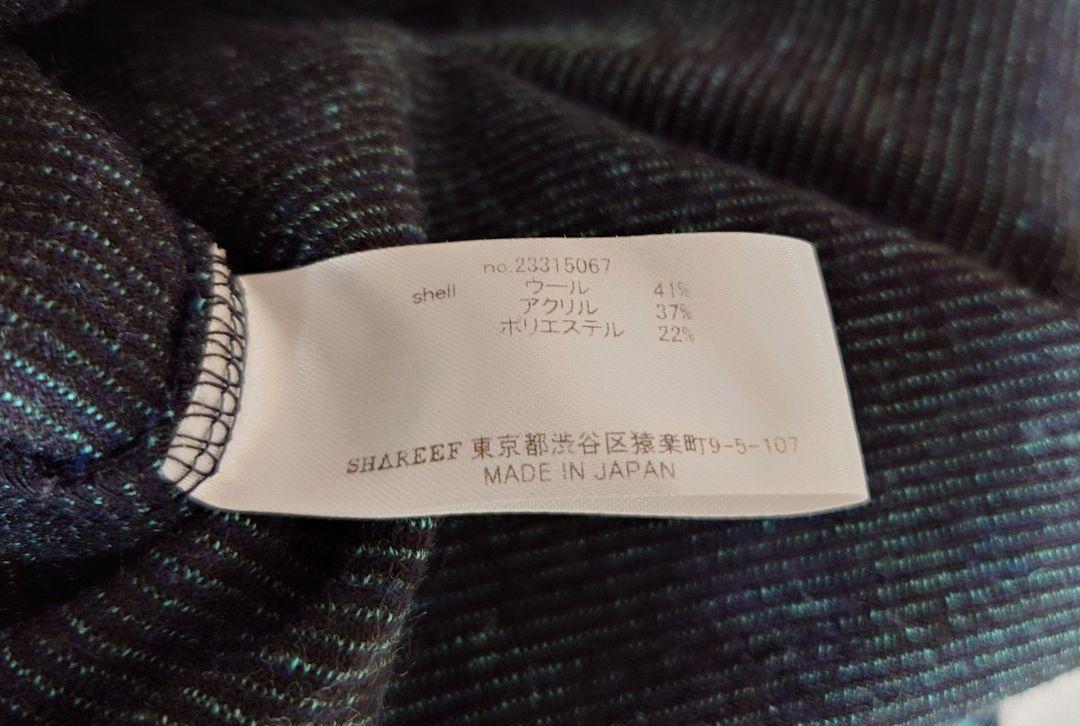 no.23315067
shell ウール 41%
アクリル 37%
ポリエステル 22%
SHAREEF 東京都渋谷区猿楽町9-5-107
MADE IN JAPAN